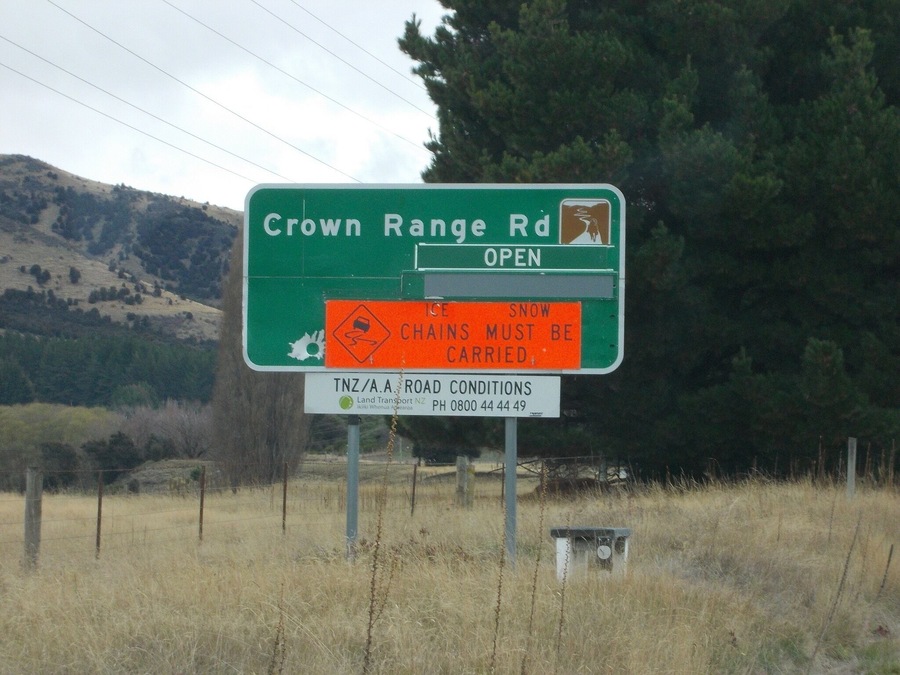 Crown Range Rd
OPEN
ICE SNOW
CHAINS MUST BE
CARRIED
TNZ/A.A. ROAD CONDITIONS
Land Transport NZ
PH 0800 44 44 49